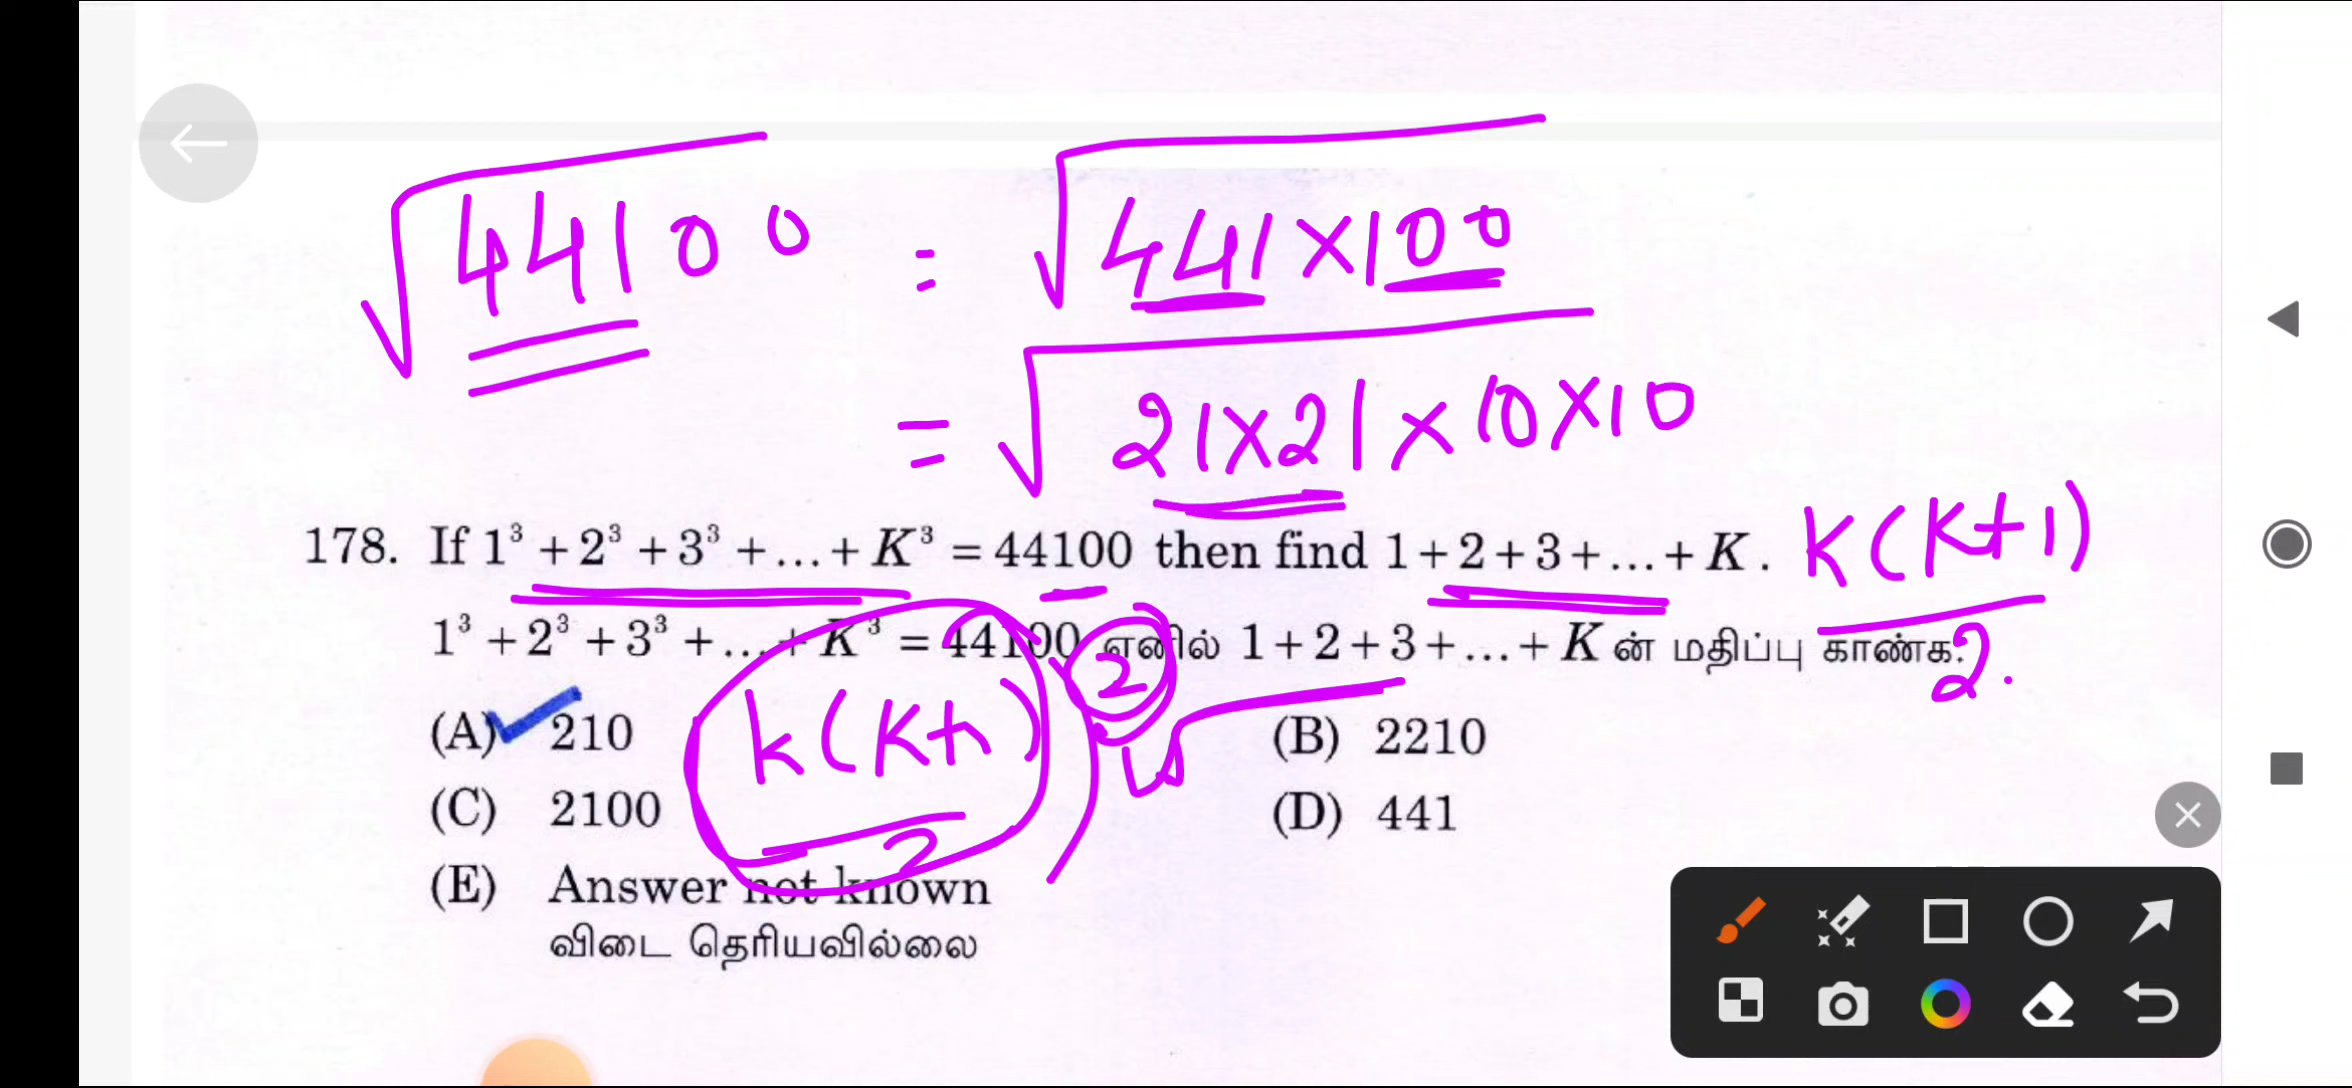 √44100 = √441×100
= √21×21×10×10
178. If 1³ + 2³ + 3³ + ... + K³ = 44100 then find 1 + 2 + 3 + ... + K. K(K+1)
1³ + 2³ + 3³ + ... + K³ = 44100 எனில் 1 + 2 + 3 + ... + K ன் மதிப்பு காண்க. 2
2
(A) 210 k(K+1) (B) 2210
(C) 2100 2 (D) 441
(E) Answer not known
விடை தெரியவில்லை